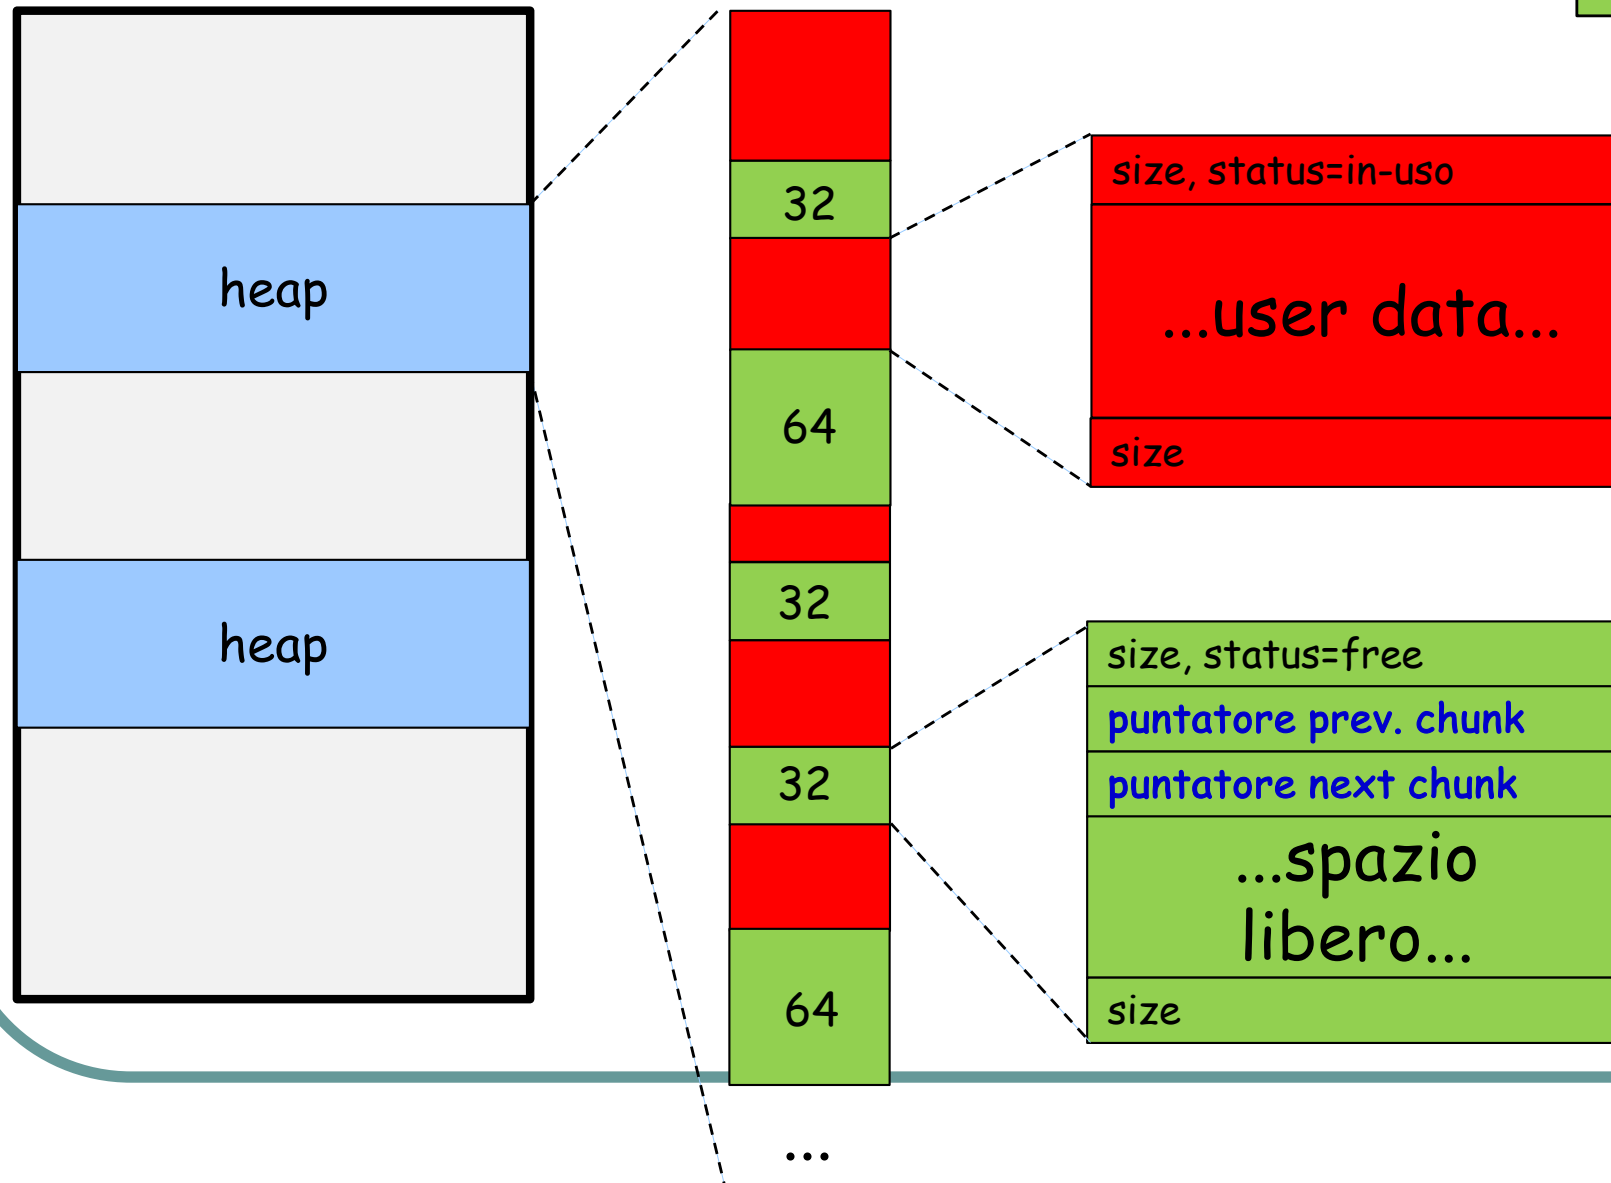 heap
heap
32
64
32
32
64
...
size, status=in-uso
...user data...
size
size, status=free
puntatore prev. chunk
puntatore next chunk
...spazio
libero...
size